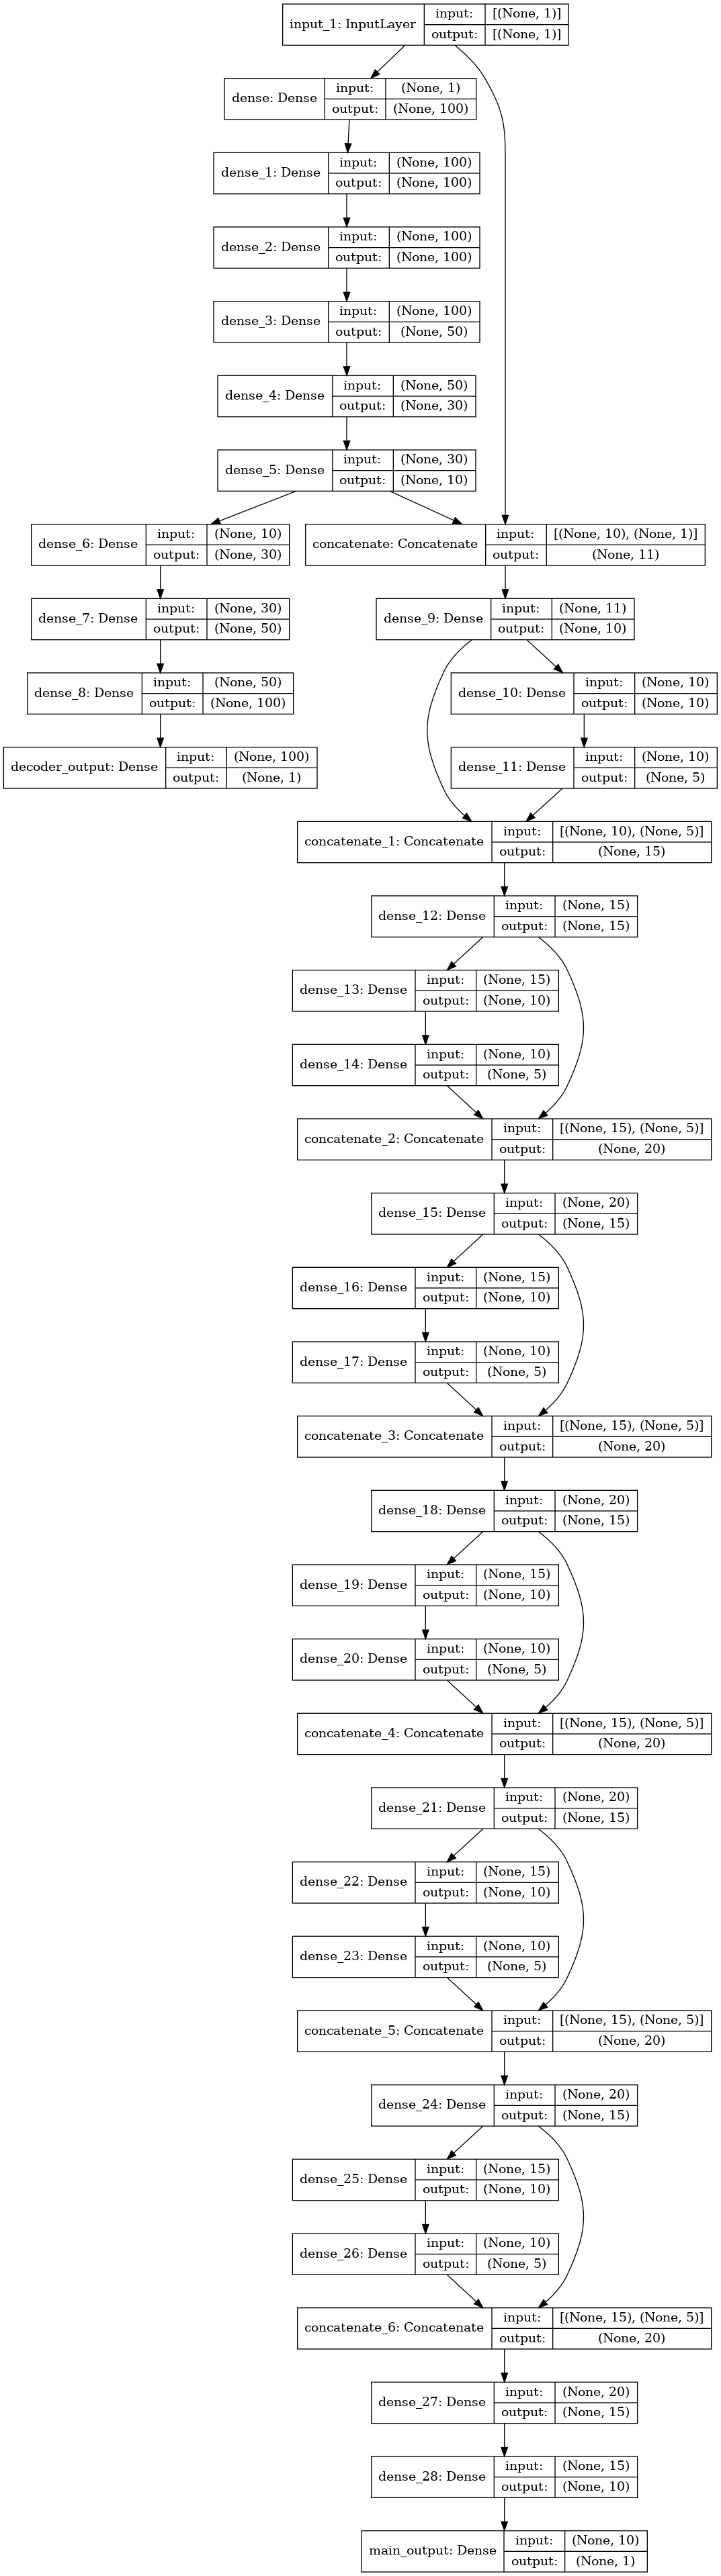 input_1: InputLayer input: [(None, 1)]
output: [(None, 1)]
dense: Dense input: (None, 1)
output: (None, 100)
dense_1: Dense input: (None, 100)
output: (None, 100)
dense_2: Dense input: (None, 100)
output: (None, 100)
dense_3: Dense input: (None, 100)
output: (None, 50)
dense_4: Dense input: (None, 50)
output: (None, 30)
dense_5: Dense input: (None, 30)
output: (None, 10)
dense_6: Dense input: (None, 10)
output: (None, 30)
concatenate: Concatenate input: [(None, 10), (None, 1)]
output: (None, 11)
dense_7: Dense input: (None, 30)
output: (None, 50)
dense_9: Dense input: (None, 11)
output: (None, 10)
dense_8: Dense input: (None, 50)
output: (None, 100)
dense_10: Dense input: (None, 10)
output: (None, 10)
decoder_output: Dense input: (None, 100)
output: (None, 1)
dense_11: Dense input: (None, 10)
output: (None, 5)
concatenate_1: Concatenate input: [(None, 10), (None, 5)]
output: (None, 15)
dense_12: Dense input: (None, 15)
output: (None, 15)
dense_13: Dense input: (None, 15)
output: (None, 10)
dense_14: Dense input: (None, 10)
output: (None, 5)
concatenate_2: Concatenate input: [(None, 15), (None, 5)]
output: (None, 20)
dense_15: Dense input: (None, 20)
output: (None, 15)
dense_16: Dense input: (None, 15)
output: (None, 10)
dense_17: Dense input: (None, 10)
output: (None, 5)
concatenate_3: Concatenate input: [(None, 15), (None, 5)]
output: (None, 20)
dense_18: Dense input: (None, 20)
output: (None, 15)
dense_19: Dense input: (None, 15)
output: (None, 10)
dense_20: Dense input: (None, 10)
output: (None, 5)
concatenate_4: Concatenate input: [(None, 15), (None, 5)]
output: (None, 20)
dense_21: Dense input: (None, 20)
output: (None, 15)
dense_22: Dense input: (None, 15)
output: (None, 10)
dense_23: Dense input: (None, 10)
output: (None, 5)
concatenate_5: Concatenate input: [(None, 15), (None, 5)]
output: (None, 20)
dense_24: Dense input: (None, 20)
output: (None, 15)
dense_25: Dense input: (None, 15)
output: (None, 10)
dense_26: Dense input: (None, 10)
output: (None, 5)
concatenate_6: Concatenate input: [(None, 15), (None, 5)]
output: (None, 20)
dense_27: Dense input: (None, 20)
output: (None, 15)
dense_28: Dense input: (None, 15)
output: (None, 10)
main_output: Dense input: (None, 10)
output: (None, 1)